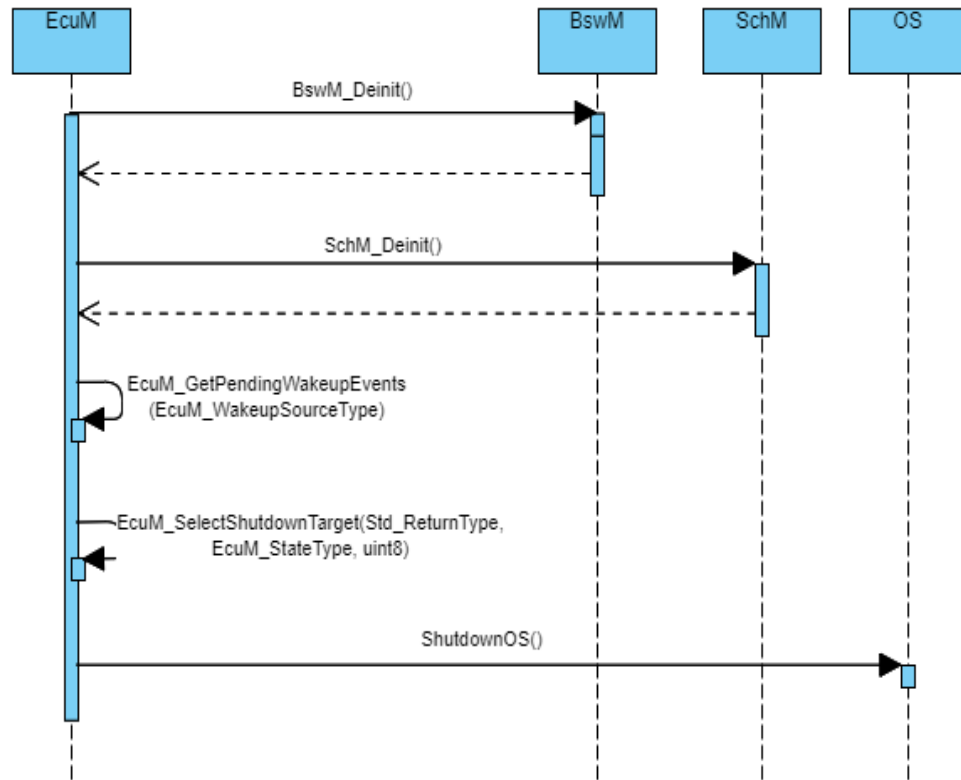 EcuM
BswM
SchM
OS
BswM_Deinit()
SchM_Deinit()
EcuM_GetPendingWakeupEvents
(EcuM_WakeupSourceType)
EcuM_SelectShutdownTarget(Std_ReturnType,
EcuM_StateType, uint8)
ShutdownOS()